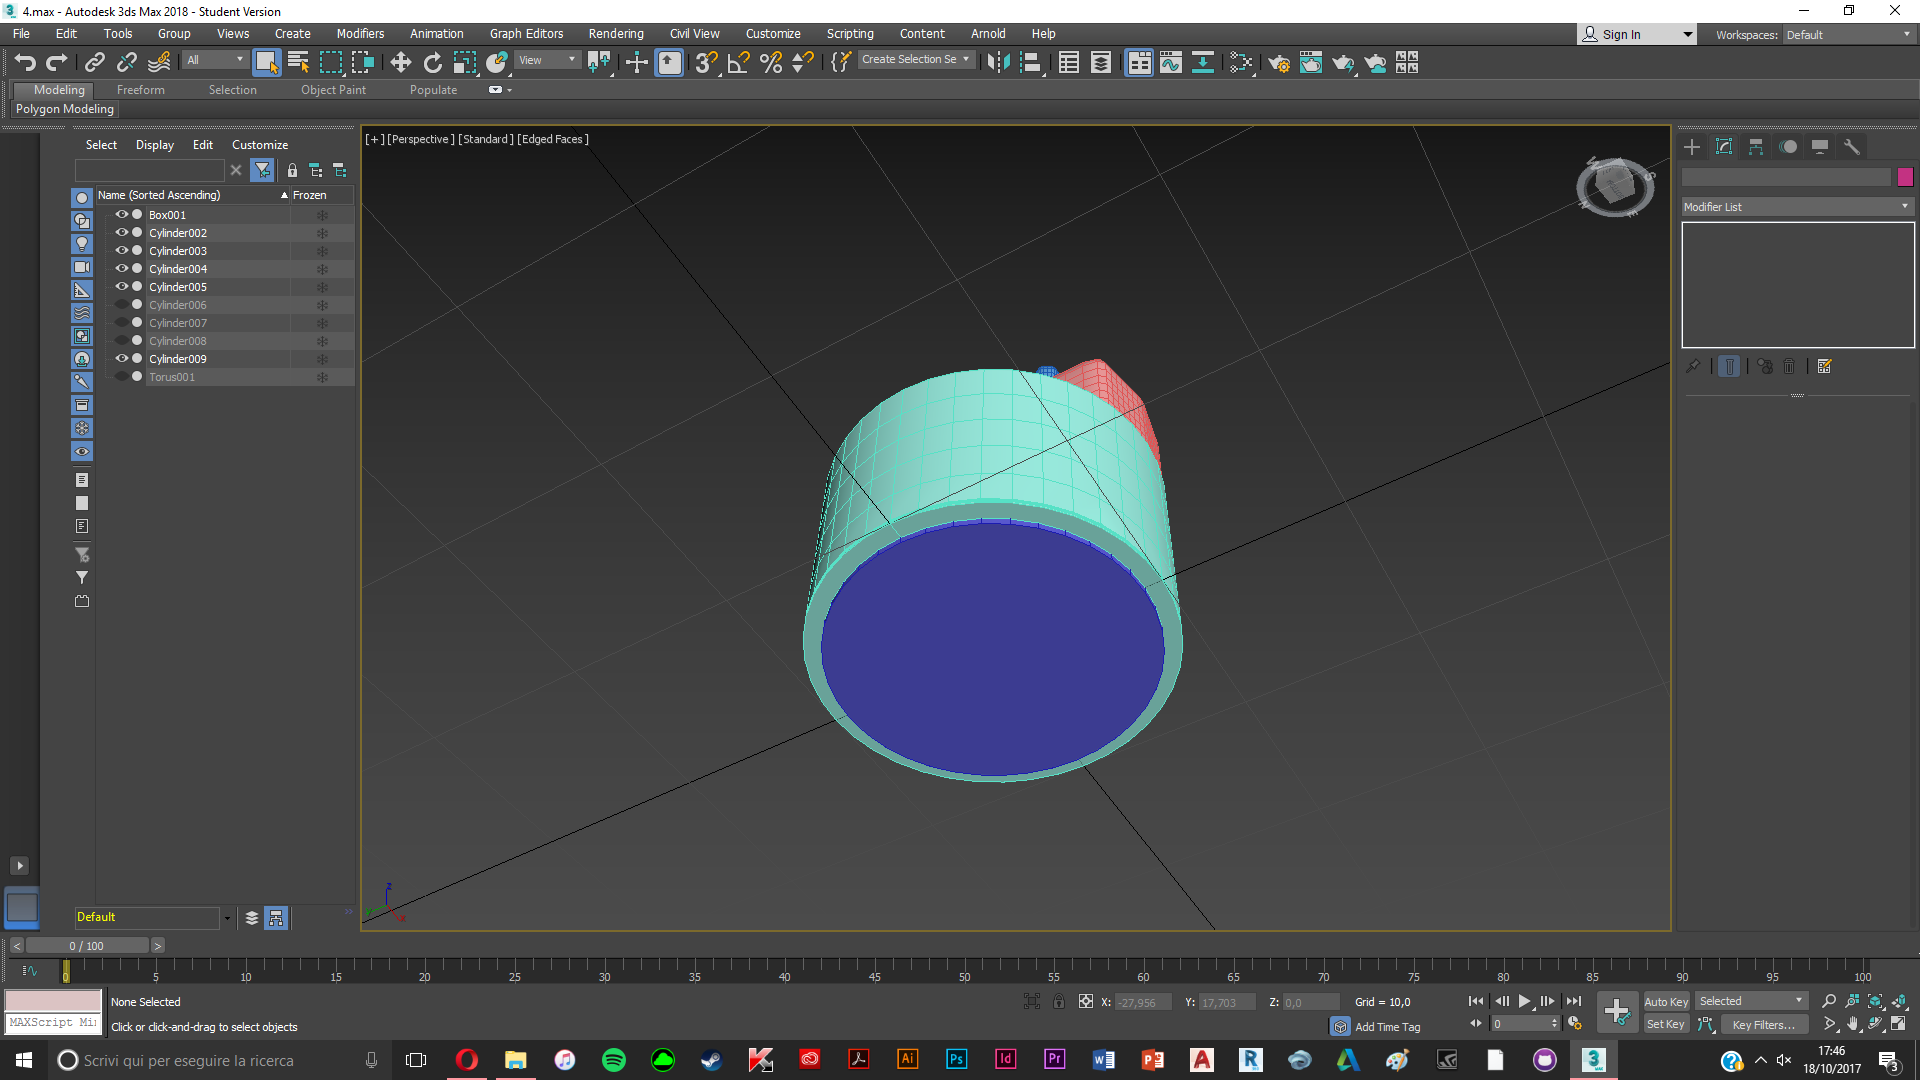 4.max - Autodesk 3ds Max 2018 - Student Version
File Edit Tools Group Views Create Modifiers Animation Graph Editors Rendering Civil View Customize Scripting Content Arnold Help
Sign In
Workspaces: Default
All
View
Create Selection Se
Modeling Freeform Selection Object Paint Populate
Polygon Modeling
Select Display Edit Customize
Name (Sorted Ascending) Frozen
Box001
Cylinder002
Cylinder003
Cylinder004
Cylinder005
Cylinder006
Cylinder007
Cylinder008
Cylinder009
Torus001
[+] [Perspective] [Standard] [Edged Faces]
Modifier List
Default
0 / 100
0 5 10 15 20 25 30 35 40 45 50 55 60 65 70 75 80 85 90 95 100
None Selected
X: -27,956 Y: 17,703 Z: 0,0 Grid = 10,0
Auto Key Selected
MAXScript Mi
Click or click-and-drag to select objects
Add Time Tag
0
Set Key Key Filters...
Scrivi qui per eseguire la ricerca
17:46
18/10/2017